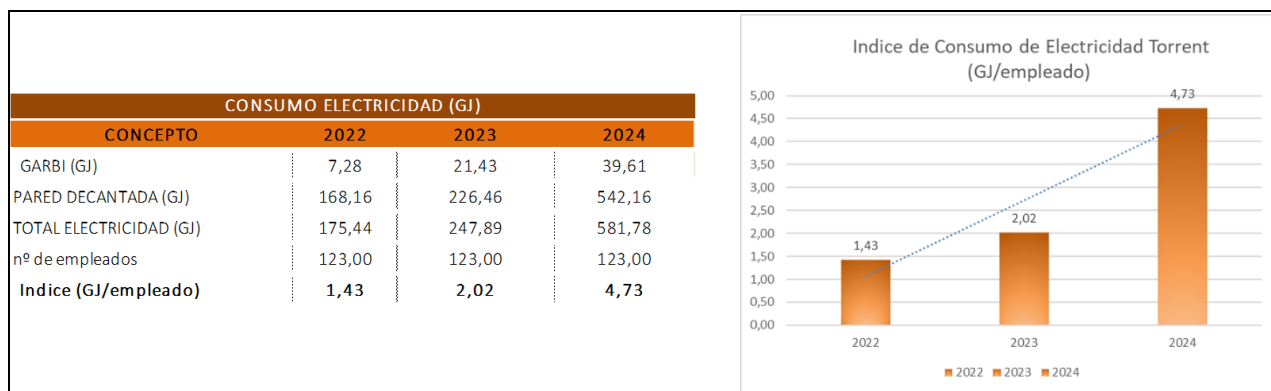 CONSUMO ELECTRICIDAD (GJ)
CONCEPTO 2022 2023 2024
GARBI (GJ) 7,28 21,43 39,61
PARED DECANTADA (GJ) 168,16 226,46 542,16
TOTAL ELECTRICIDAD (GJ) 175,44 247,89 581,78
nº de empleados 123,00 123,00 123,00
Indice (GJ/empleado) 1,43 2,02 4,73
Indice de Consumo de Electricidad Torrent
(GJ/empleado)
5,00
4,50
4,00
3,50
3,00
2,50
2,00
1,50
1,00
0,50
0,00
1,43
2,02
4,73
2022 2023 2024
2022 2023 2024